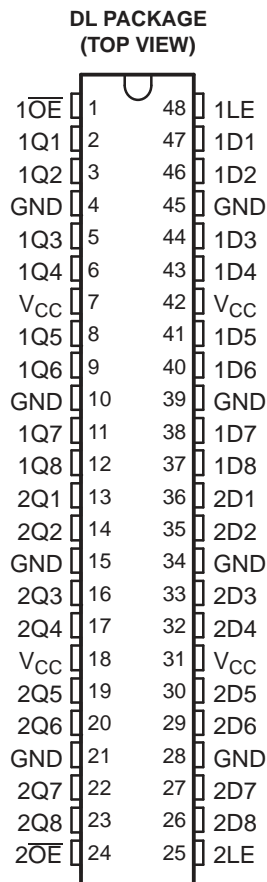 DL PACKAGE
(TOP VIEW)
1O̅E̅ 1 48 1LE
1Q1 2 47 1D1
1Q2 3 46 1D2
GND 4 45 GND
1Q3 5 44 1D3
1Q4 6 43 1D4
VCC 7 42 VCC
1Q5 8 41 1D5
1Q6 9 40 1D6
GND 10 39 GND
1Q7 11 38 1D7
1Q8 12 37 1D8
2Q1 13 36 2D1
2Q2 14 35 2D2
GND 15 34 GND
2Q3 16 33 2D3
2Q4 17 32 2D4
VCC 18 31 VCC
2Q5 19 30 2D5
2Q6 20 29 2D6
GND 21 28 GND
2Q7 22 27 2D7
2Q8 23 26 2D8
2O̅E̅ 24 25 2LE